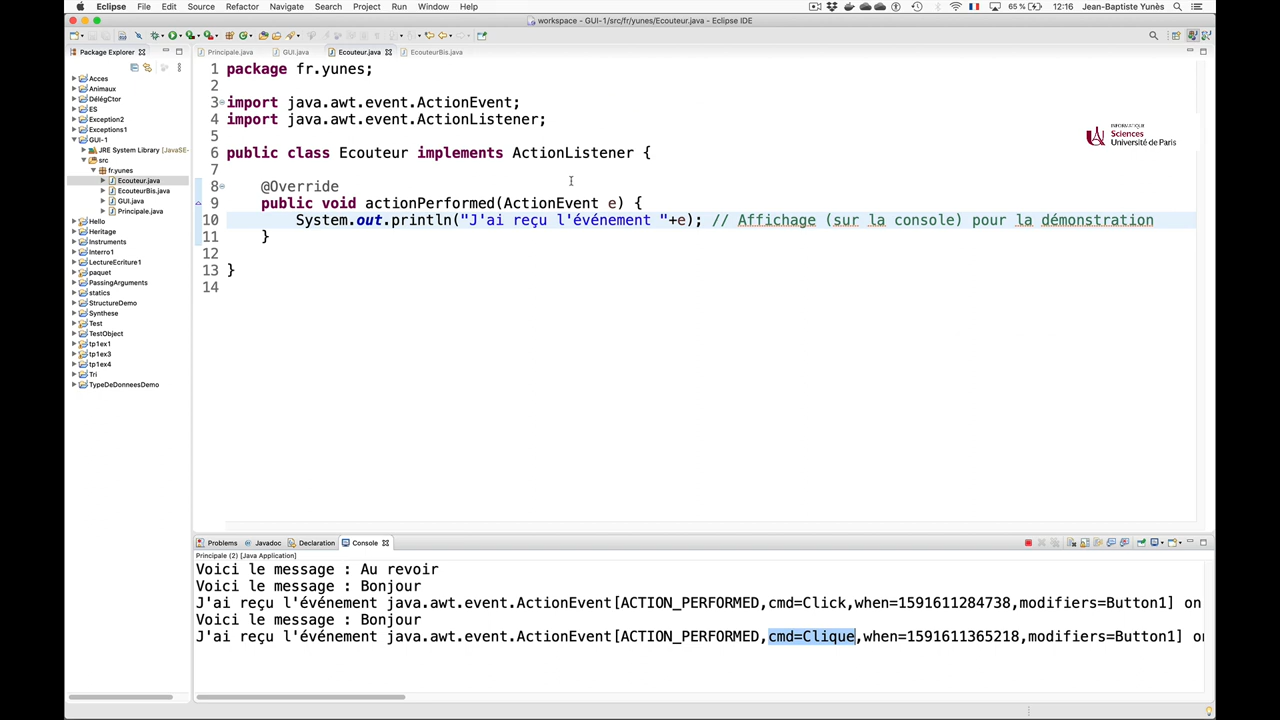 Eclipse File Edit Source Refactor Navigate Search Project Run Window Help 65 % 12:16 Jean-Baptiste Yunès
workspace - GUI-1/src/fr/yunes/Ecouteur.java - Eclipse IDE
Package Explorer
Principale.java GUI.java Ecouteur.java EcouteurBis.java
Acces
Animaux
DélégCtor
ES
Exception2
Exceptions1
GUI-1
JRE System Library [JavaSE-
src
fr.yunes
Ecouteur.java
EcouteurBis.java
GUI.java
Principale.java
Hello
Heritage
Instruments
Interro1
LectureEcriture1
paquet
PassingArguments
statics
StructureDemo
Synthese
Test
TestObject
tp1ex1
tp1ex3
tp1ex4
Tri
TypeDeDonneesDemo
1 package fr.yunes;
2
3 import java.awt.event.ActionEvent;
4 import java.awt.event.ActionListener;
5
6 public class Ecouteur implements ActionListener {
7
8 @Override
9 public void actionPerformed(ActionEvent e) {
10 System.out.println("J'ai reçu l'événement "+e); // Affichage (sur la console) pour la démonstration
11 }
12
13 }
14
INFORMATIQUE
Sciences
Université de Paris
Problems Javadoc Declaration Console
Principale (2) [Java Application]
Voici le message : Au revoir
Voici le message : Bonjour
J'ai reçu l'événement java.awt.event.ActionEvent[ACTION_PERFORMED,cmd=Click,when=1591611284738,modifiers=Button1] on
Voici le message : Bonjour
J'ai reçu l'événement java.awt.event.ActionEvent[ACTION_PERFORMED,cmd=Clique,when=1591611365218,modifiers=Button1] on